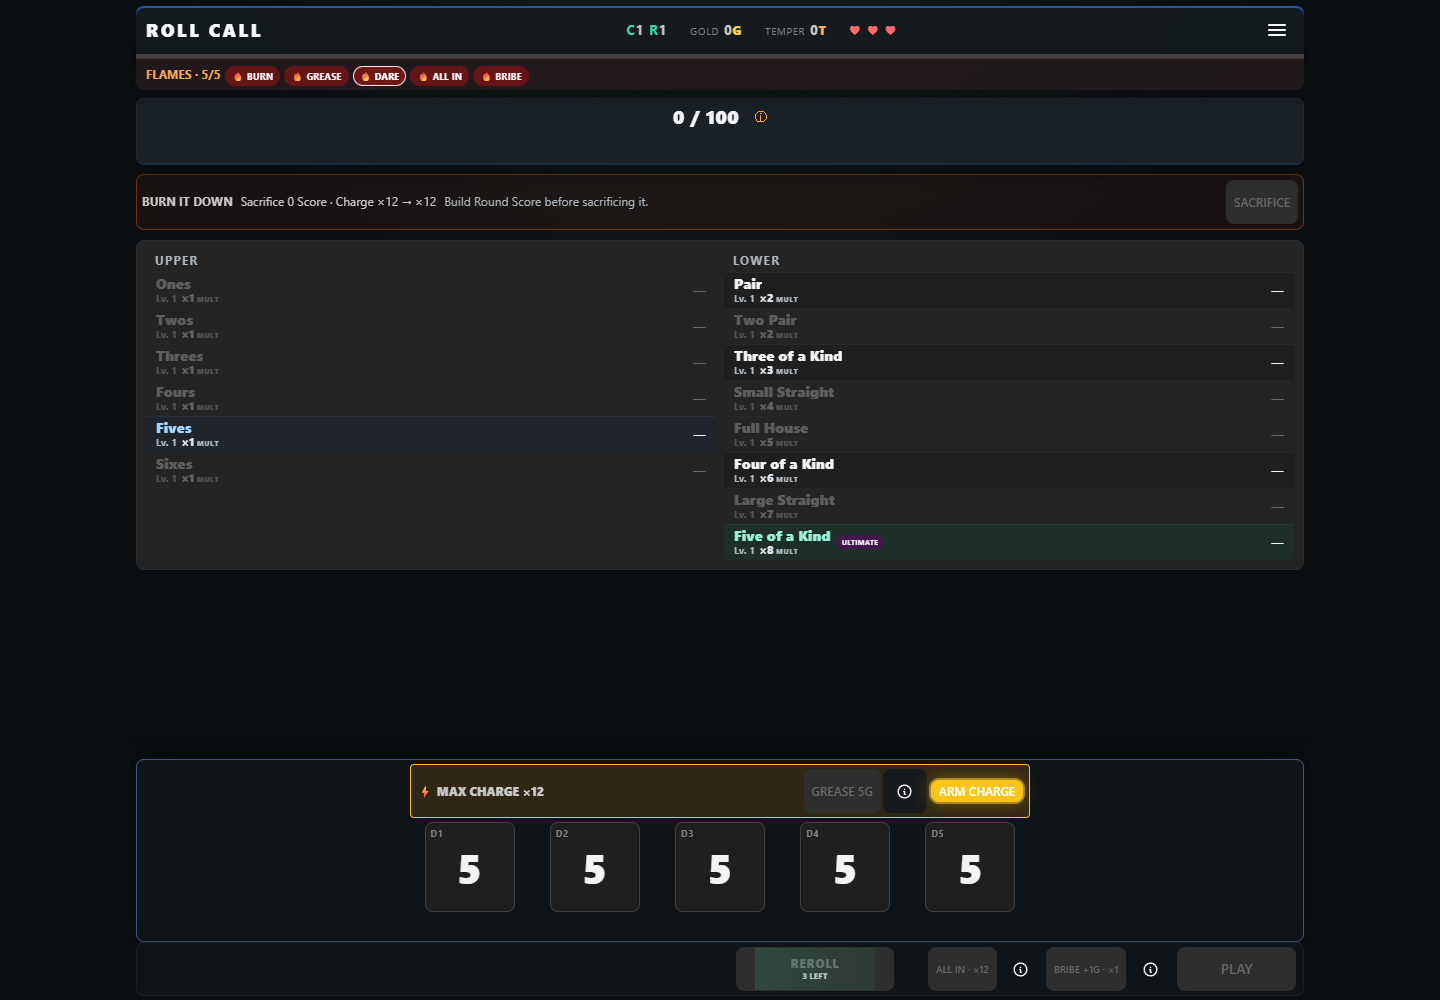 ROLL CALL
C1 R1 GOLD 0G TEMPER 0T
FLAMES · 5/5 BURN GREASE DARE ALL IN BRIBE
0 / 100
BURN IT DOWN Sacrifice 0 Score · Charge ×12 → ×12 Build Round Score before sacrificing it. SACRIFICE
UPPER
Ones —
Lv. 1 x1 MULT
Twos —
Lv. 1 x1 MULT
Threes —
Lv. 1 x1 MULT
Fours —
Lv. 1 x1 MULT
Fives —
Lv. 1 x1 MULT
Sixes —
Lv. 1 x1 MULT
LOWER
Pair —
Lv. 1 x2 MULT
Two Pair —
Lv. 1 x2 MULT
Three of a Kind —
Lv. 1 x3 MULT
Small Straight —
Lv. 1 x4 MULT
Full House —
Lv. 1 x5 MULT
Four of a Kind —
Lv. 1 x6 MULT
Large Straight —
Lv. 1 x7 MULT
Five of a Kind ULTIMATE —
Lv. 1 x8 MULT
MAX CHARGE ×12 GREASE 5G ARM CHARGE
D1 D2 D3 D4 D5
5 5 5 5 5
REROLL
3 LEFT
ALL IN · ×12 BRIBE +1G · ×1 PLAY